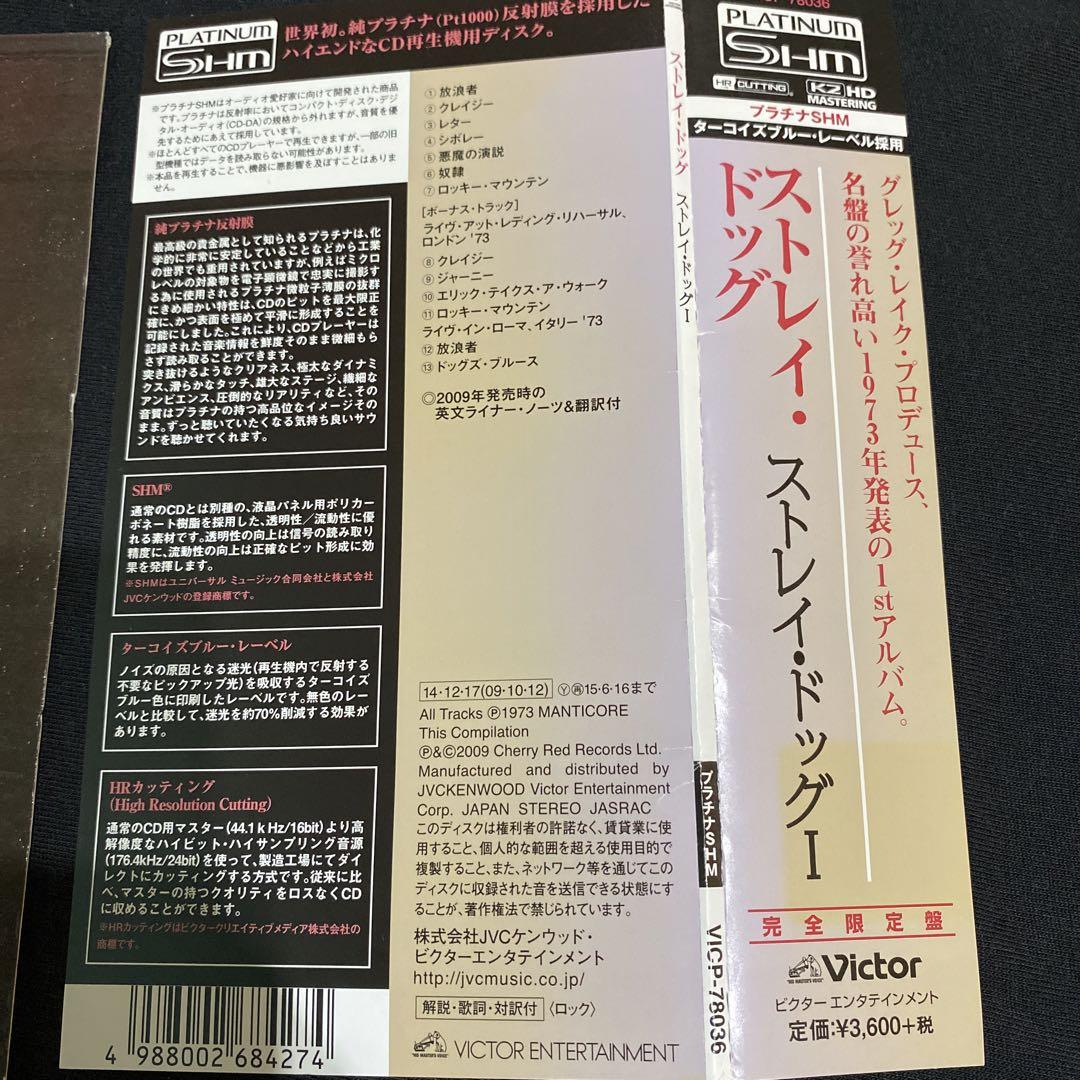 PLATINUM
SHM
世界初。純プラチナ(Pt1000)反射膜を採用した
ハイエンドなCD再生機用ディスク。
※プラチナSHMはオーディオ愛好家に向けて開発された商品
です。プラチナは反射率においてコンパクト・ディスク・デジ
タル・オーディオ(CD-DA)の規格から外れますが、音質を優
先するためにあえて採用しています。
※ほとんどすべてのCDプレーヤーで再生できますが、一部の旧
型機種ではデータを読み取らない可能性があります。
※本品を再生することで、機器に悪影響を及ぼすことはありま
せん。
純プラチナ反射膜
最高級の貴金属として知られるプラチナは、化
学的に非常に安定していることなどから工業
の世界でも重用されていますが、例えばミクロ
レベルの対象物を電子顕微鏡で忠実に撮影す
る為に使用されるプラチナ微粒子薄膜の抜群
にきめ細かい特性は、CDのピットを最大限正
確に、かつ表面を極めて平滑に形成することを
可能にしました。これにより、CDプレーヤーは
記録された音楽情報を鮮度そのまま微細もら
さず読み取ることができます。
突き抜けるようなクリアネス、極太なダイナミ
クス、滑らかなタッチ、雄大なステージ、繊細な
アンビエンス、圧倒的なリアリティなど、その
音質はプラチナの持つ高品位なイメージその
まま。ずっと聴いていたくなる気持ち良いサウ
ンドを聴かせてくれます。
SHM®
通常のCDとは別種の、液晶パネル用ポリカー
ボネート樹脂を採用した、透明性／流動性に優
れる素材です。透明性の向上は信号の読み取り
精度に、流動性の向上は正確なピット形成に効
果を発揮します。
※SHMはユニバーサル ミュージック合同会社と株式会社
JVCケンウッドの登録商標です。
ターコイズブルー・レーベル
ノイズの原因となる迷光(再生機内で反射する
不要なピックアップ光)を吸収するターコイズ
ブルー色に印刷したレーベルです。無色のレー
ベルと比較して、迷光を約70%削減する効果が
あります。
HRカッティング
(High Resolution Cutting)
通常のCD用マスター(44.1kHz/16bit)より高
解像度なハイビット・ハイサンプリング音源
(176.4kHz/24bit)を使って、製造工場にてダイ
レクトにカッティングする方式です。従来に比
べ、マスターの持つクオリティをロスなくCD
に収めることができます。
※HRカッティングはビクタークリエイティブメディア株式会社の
商標です。
4 988002 684274
① 放浪者
② クレイジー
③ レター
④ シボレー
⑤ 悪魔の演説
⑥ 奴隷
⑦ ロッキー・マウンテン
[ボーナス・トラック]
ライヴ・アット・レディング・リハーサル、
ロンドン '73
⑧ クレイジー
⑨ ジャーニー
⑩ エリック・テイクス・ア・ウォーク
⑪ ロッキー・マウンテン
ライヴ・イン・ローマ、イタリー '73
⑫ 放浪者
⑬ ドッグズ・ブルース
◎2009年発売時の
英文ライナー・ノーツ&翻訳付
14・12・17(09・10・12) Ⓨ㊣15・6・16まで
All Tracks ℗1973 MANTICORE
This Compilation
℗&©2009 Cherry Red Records Ltd.
Manufactured and distributed by
JVCKENWOOD Victor Entertainment
Corp. JAPAN STEREO JASRAC
このディスクは権利者の許諾なく、賃貸業に使
用すること、個人的な範囲を超える使用目的で
複製すること、また、ネットワーク等を通じてこの
ディスクに収録された音を送信できる状態にす
ることが、著作権法で禁じられています。
株式会社JVCケンウッド・
ビクターエンタテインメント
http://jvcmusic.co.jp/
解説・歌詞・対訳付 〈ロック〉
"HIS MASTER'S VOICE"
VICTOR ENTERTAINMENT
ストレイ・ドッグ ストレイ・ドッグI
プラチナSHM
VICP-78036
78036
PLATINUM
SHM
HR CUTTING
K2 HD
MASTERING
プラチナSHM
ターコイズブルー・レーベル採用
グレッグ・レイク・プロデュース、
名盤の誉れ高い1973年発表の1stアルバム。
ストレイ・
ドッグ
ストレイ・ドッグI
完全限定盤
"HIS MASTER'S VOICE"
Victor
ビクターエンタテインメント
定価:¥3,600+税